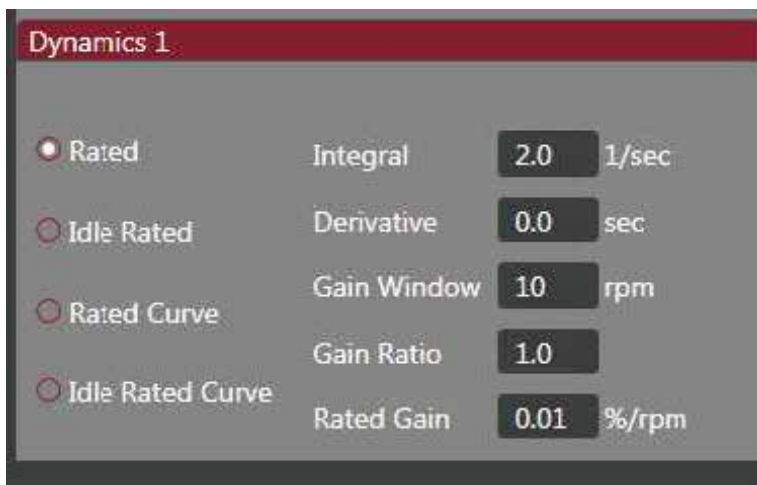 Dynamics 1
Rated
Idle Rated
Rated Curve
Idle Rated Curve
Integral 2.0 1/sec
Derivative 0.0 sec
Gain Window 10 rpm
Gain Ratio 1.0
Rated Gain 0.01 %/rpm